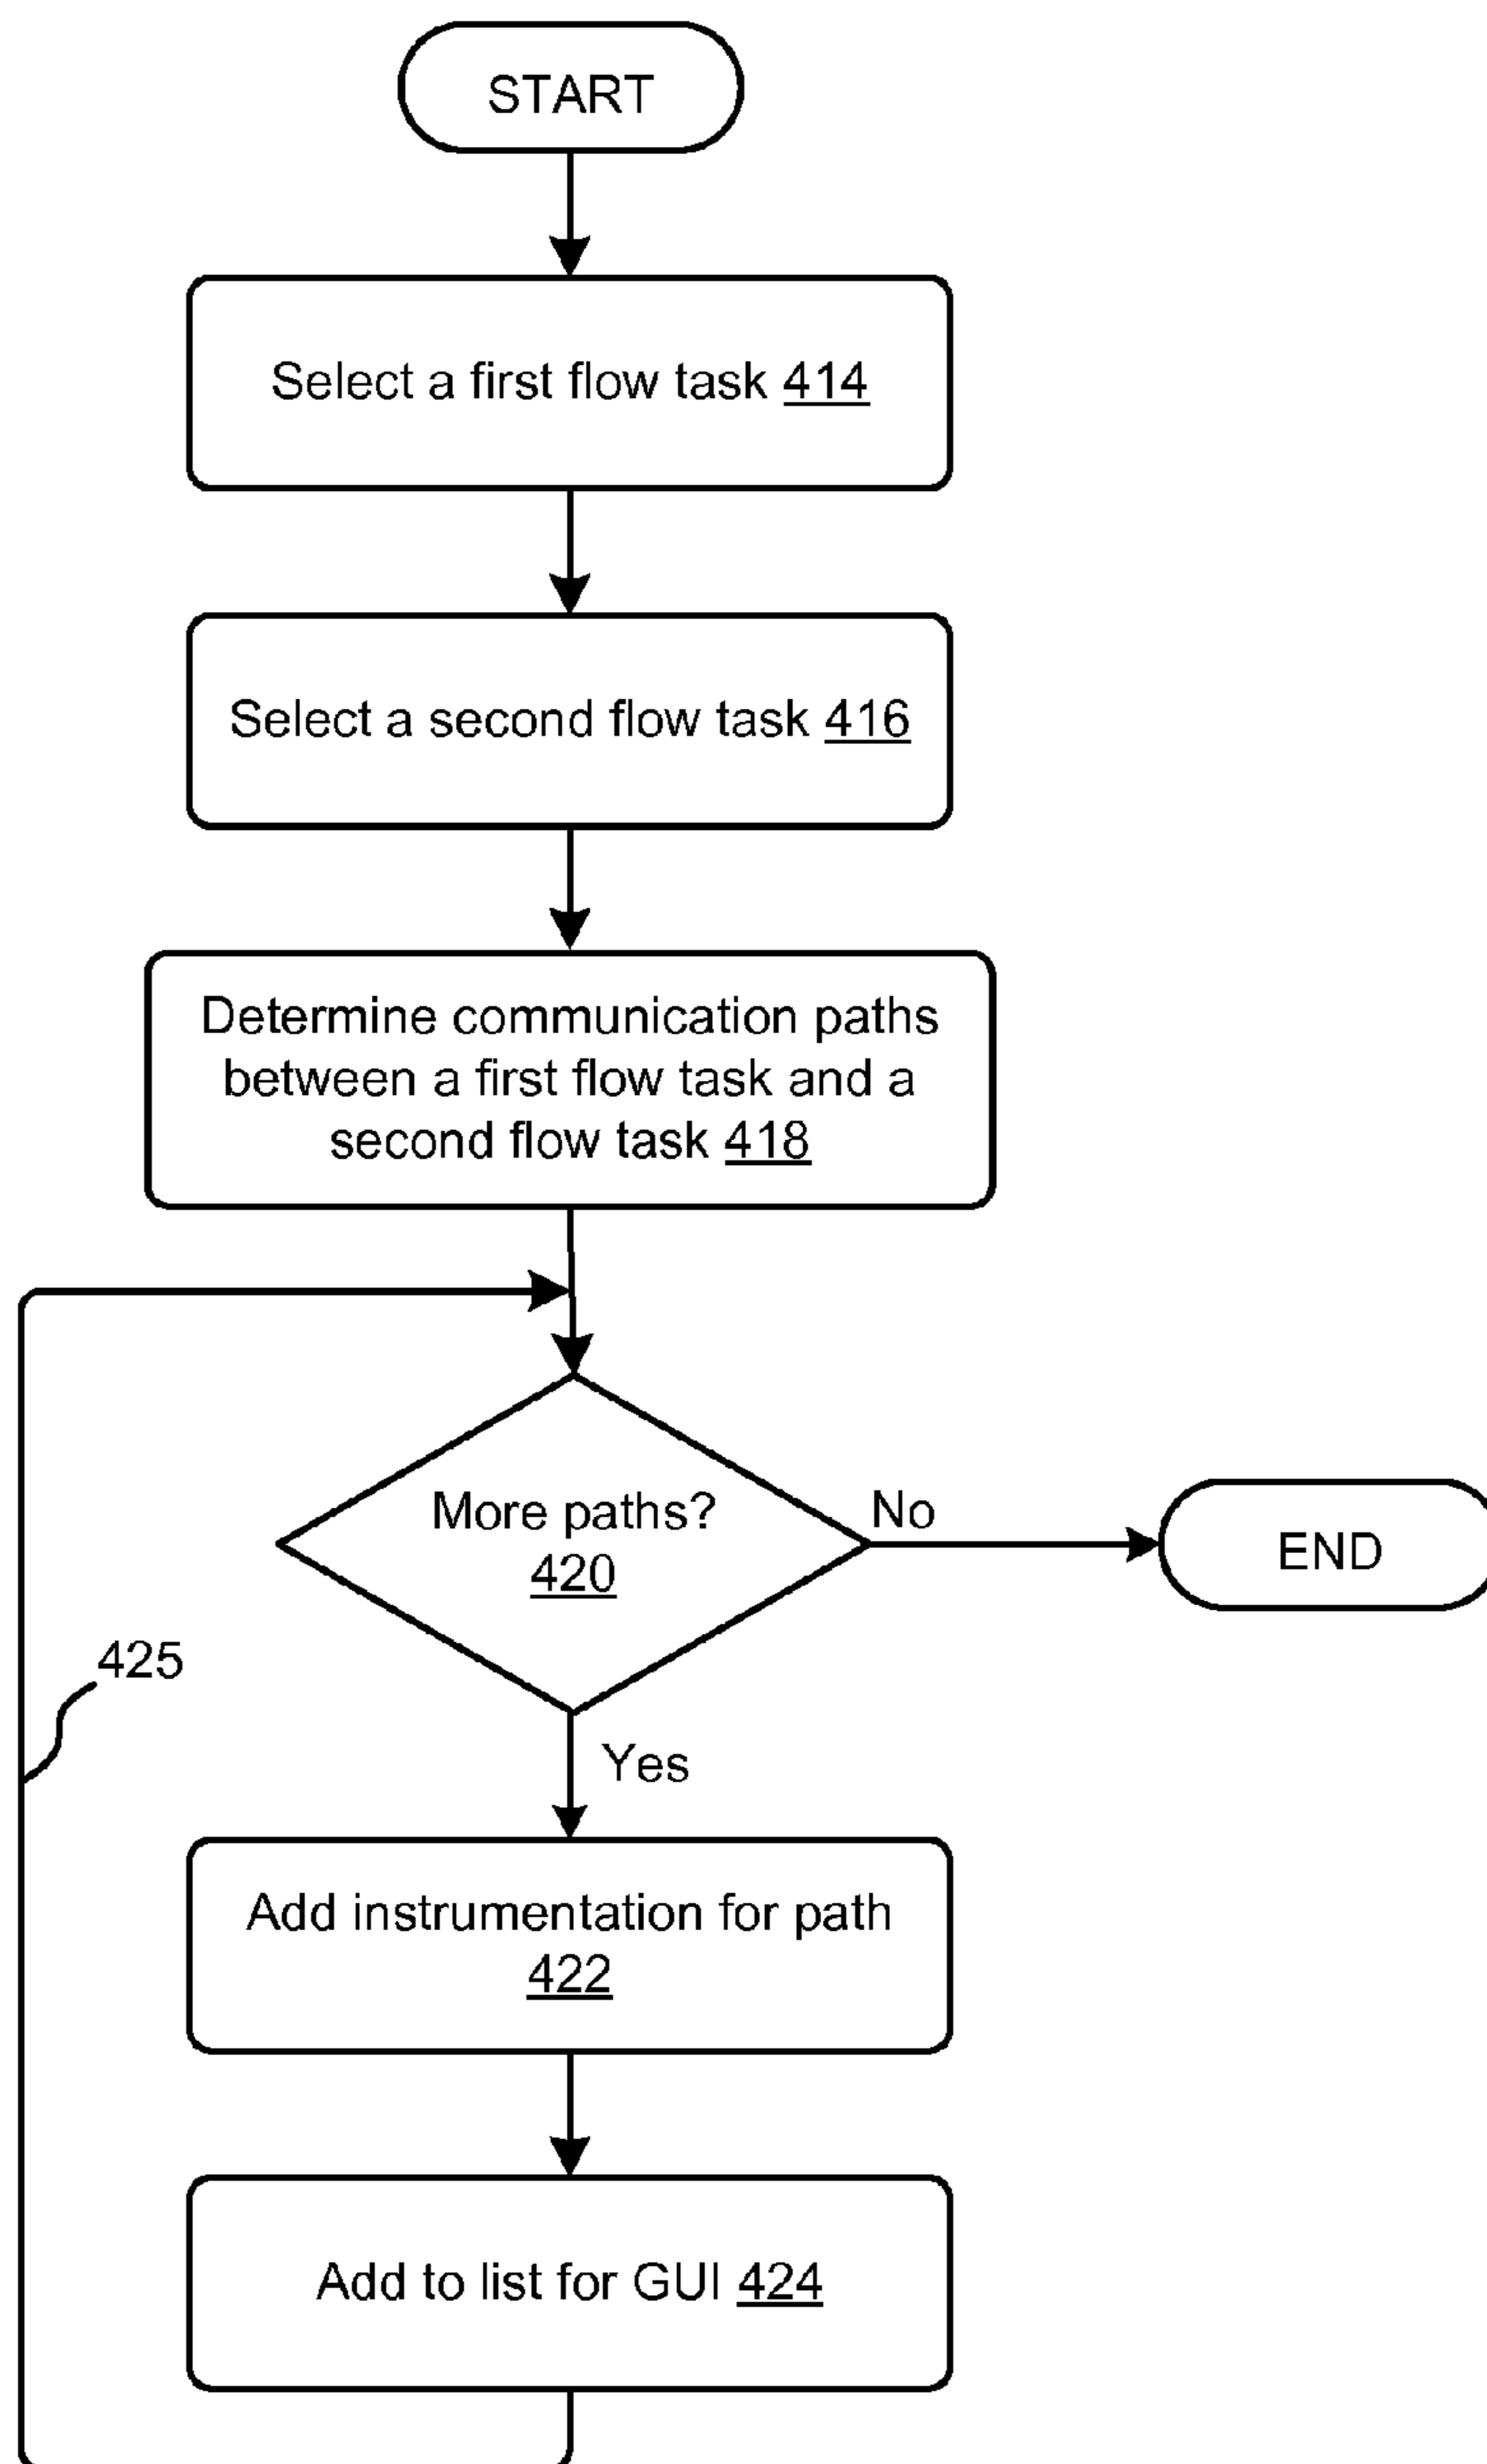 START
Select a first flow task 414
Select a second flow task 416
Determine communication paths
between a first flow task and a
second flow task 418
More paths?
420
No
END
425
Yes
Add instrumentation for path
422
Add to list for GUI 424